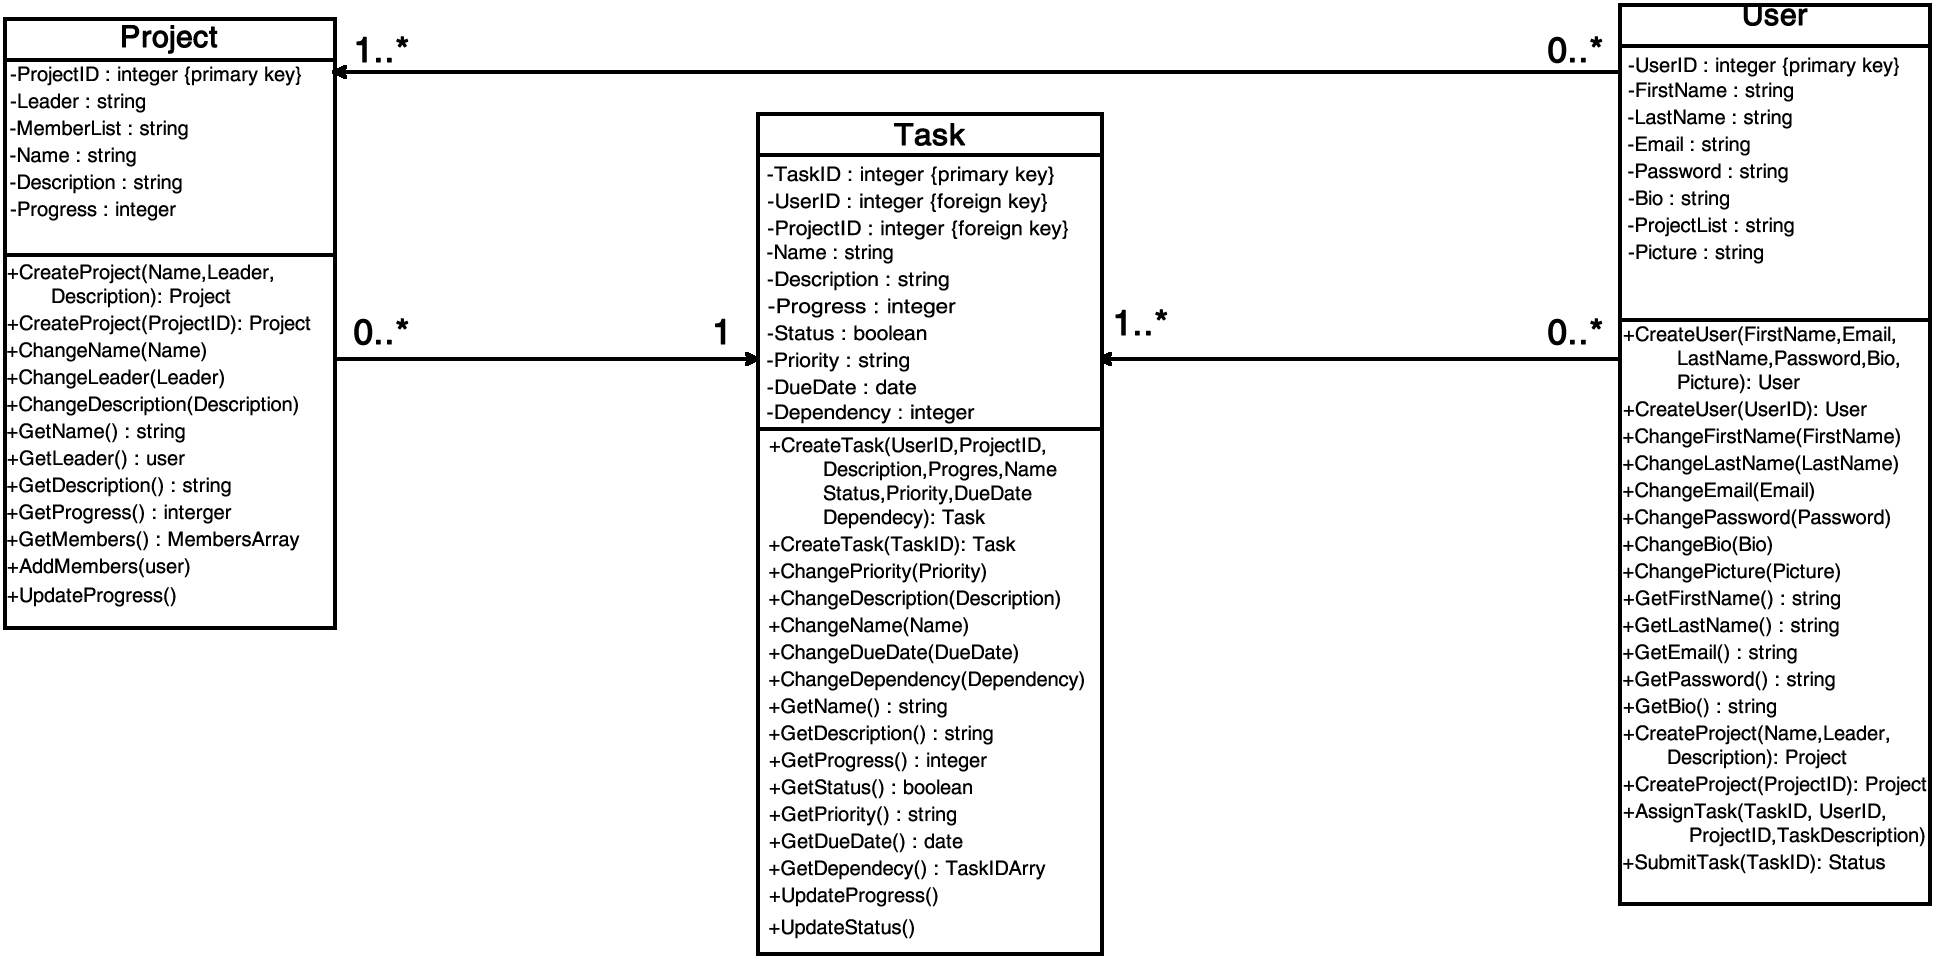 Project
-ProjectID : integer {primary key}
-Leader : string
-MemberList : string
-Name : string
-Description : string
-Progress : integer
+CreateProject(Name,Leader,
Description): Project
+CreateProject(ProjectID): Project
+ChangeName(Name)
+ChangeLeader(Leader)
+ChangeDescription(Description)
+GetName() : string
+GetLeader() : user
+GetDescription() : string
+GetProgress() : interger
+GetMembers() : MembersArray
+AddMembers(user)
+UpdateProgress()
1..*
0..*
0..*
1
1..*
0..*
Task
-TaskID : integer {primary key}
-UserID : integer {foreign key}
-ProjectID : integer {foreign key}
-Name : string
-Description : string
-Progress : integer
-Status : boolean
-Priority : string
-DueDate : date
-Dependency : integer
+CreateTask(UserID,ProjectID,
Description,Progres,Name
Status,Priority,DueDate
Dependecy): Task
+CreateTask(TaskID): Task
+ChangePriority(Priority)
+ChangeDescription(Description)
+ChangeName(Name)
+ChangeDueDate(DueDate)
+ChangeDependency(Dependency)
+GetName() : string
+GetDescription() : string
+GetProgress() : integer
+GetStatus() : boolean
+GetPriority() : string
+GetDueDate() : date
+GetDependecy() : TaskIDArry
+UpdateProgress()
+UpdateStatus()
User
-UserID : integer {primary key}
-FirstName : string
-LastName : string
-Email : string
-Password : string
-Bio : string
-ProjectList : string
-Picture : string
+CreateUser(FirstName,Email,
LastName,Password,Bio,
Picture): User
+CreateUser(UserID): User
+ChangeFirstName(FirstName)
+ChangeLastName(LastName)
+ChangeEmail(Email)
+ChangePassword(Password)
+ChangeBio(Bio)
+ChangePicture(Picture)
+GetFirstName() : string
+GetLastName() : string
+GetEmail() : string
+GetPassword() : string
+GetBio() : string
+CreateProject(Name,Leader,
Description): Project
+CreateProject(ProjectID): Project
+AssignTask(TaskID, UserID,
ProjectID,TaskDescription)
+SubmitTask(TaskID): Status